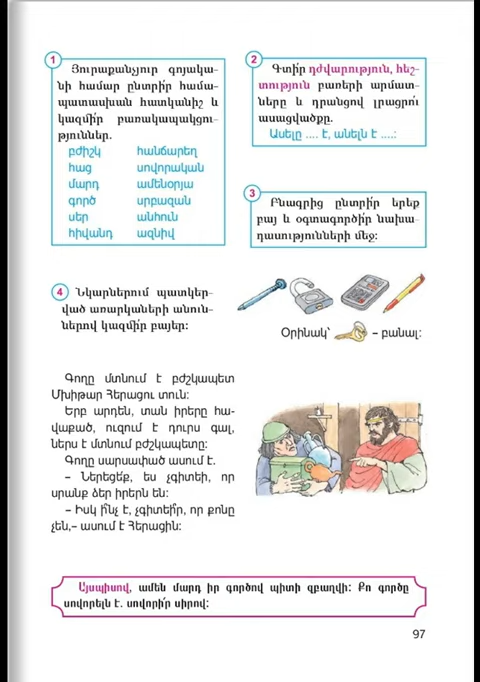 1
Յուրաքանչյուր գոյակա-
նի համար ընտրի՛ր համա-
պատասխան հատկանիշ և
կազմի՛ր բառակապակցու-
թյուններ.
բժիշկ հանճարեղ
հաց սովորական
մարդ ամենօրյա
գործ սրբազան
սեր անհուն
հիվանդ ազնիվ
2
Գտի՛ր դժվարություն, հեշ-
տություն բառերի արմատ-
ները և դրանցով լրացրո՛ւ
ասացվածքը.
Ասելը .... է, անելն է ....:
3
Բնագրից ընտրի՛ր երեք
բայ և օգտագործի՛ր նախա-
դասությունների մեջ:
4
Նկարներում պատկեր-
ված առարկաների անուն-
ներով կազմի՛ր բայեր:
Օրինակ՝ – բանալ:
Գողը մտնում է բժշկապետ
Մխիթար Հերացու տուն:
Երբ արդեն, տան իրերը հա-
վաքած, ուզում է դուրս գալ,
ներս է մտնում բժշկապետը:
Գողը սարսափած ասում է.
– Ներեցե՛ք, ես չգիտեի, որ
սրանք ձեր իրերն են:
– Իսկ ի՞նչ է, չգիտեի՞ր, որ քոնը
չեն,– ասում է Հերացին:
Այսպիսով, ամեն մարդ իր գործով պիտի զբաղվի: Քո գործը
սովորելն է. սովորի՛ր սիրով:
97